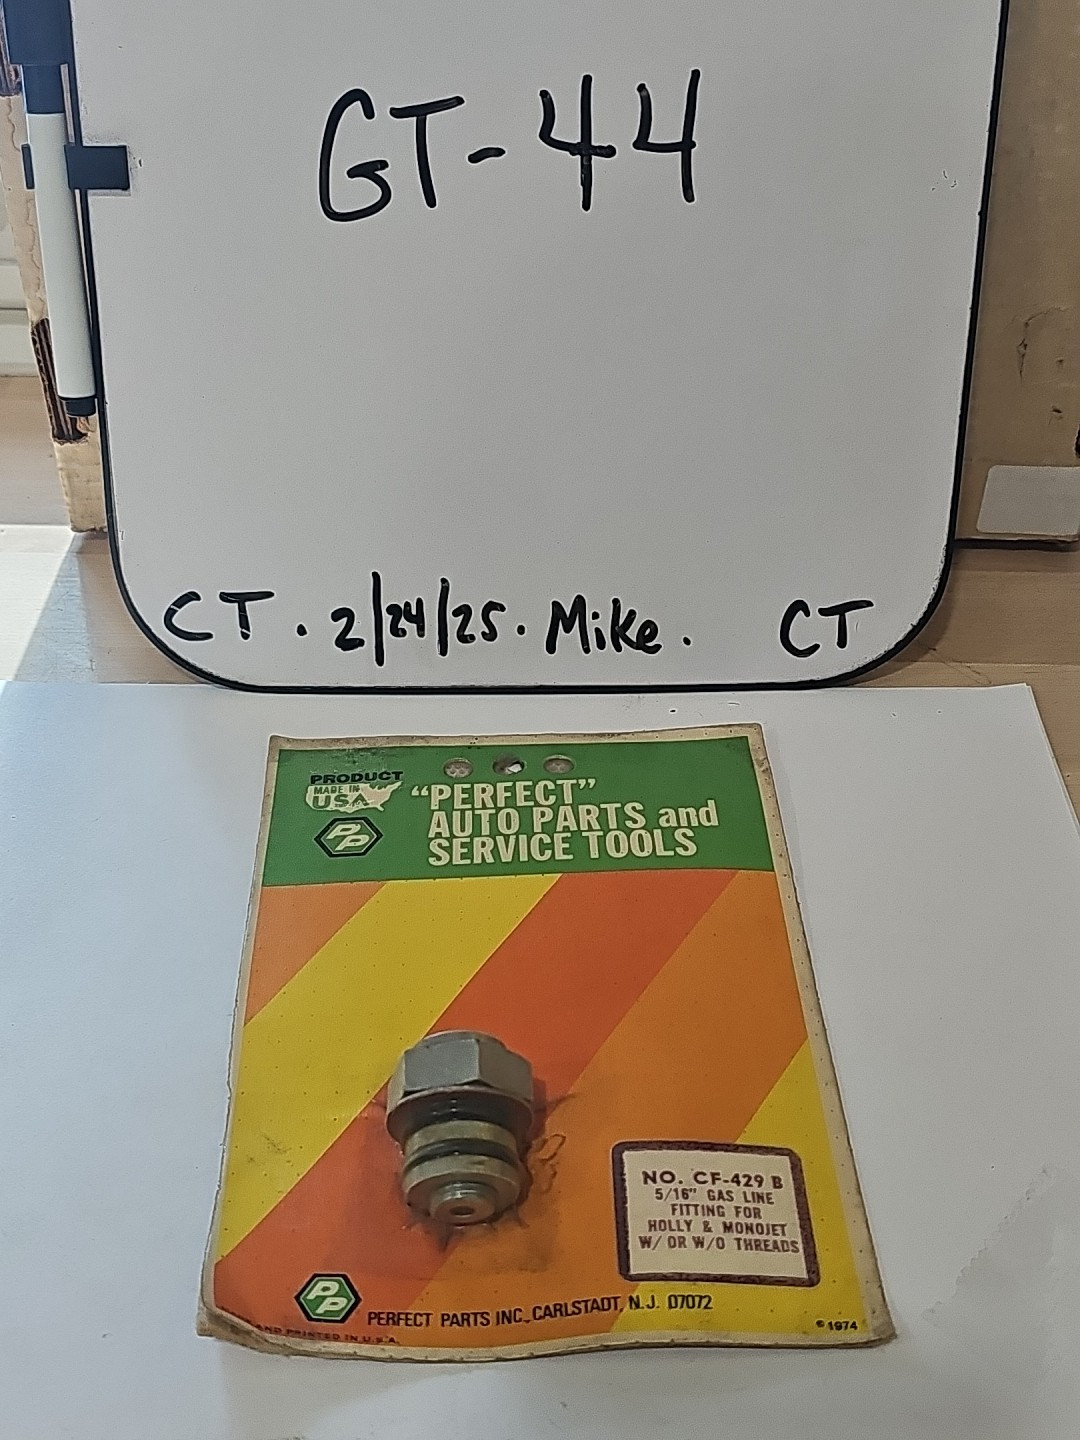 GT-44
CT. 2/24/25. Mike. CT
PRODUCT
MADE IN
USA
PP
"PERFECT"
AUTO PARTS and
SERVICE TOOLS
NO. CF-429 B
5/16" GAS LINE
FITTING FOR
HOLLY & MONOJET
W/ OR W/O THREADS
PP
PERFECT PARTS INC., CARLSTADT, N.J. 07072
AND PRINTED IN U.S.A.
© 1974